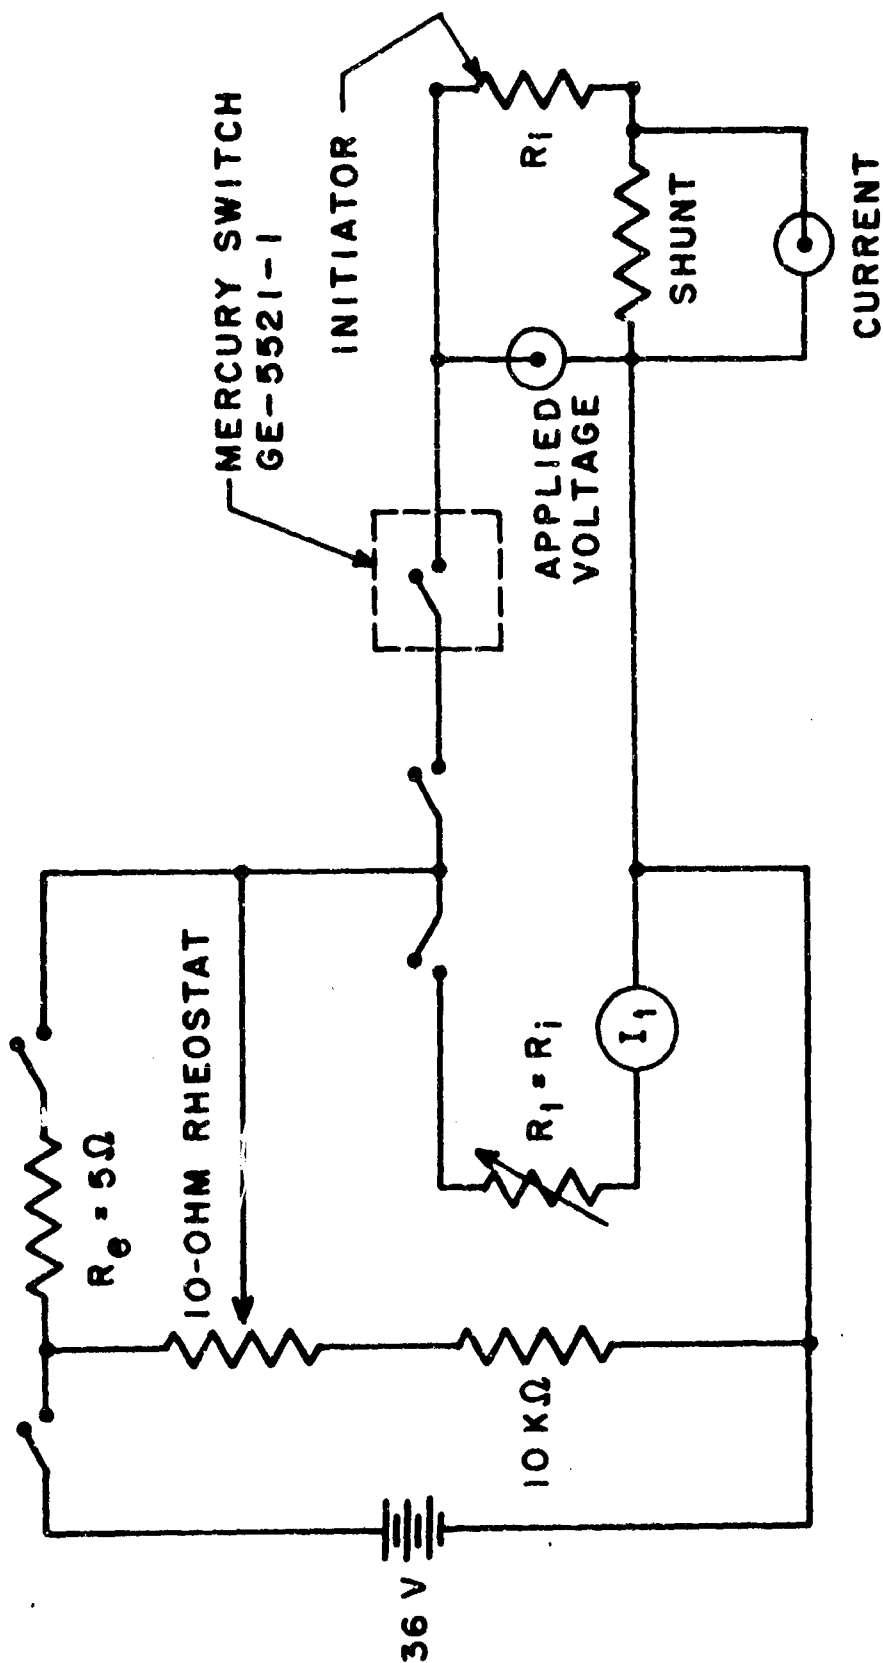 MERCURY SWITCH
GE-5521-1
INITIATOR
Ri
SHUNT
CURRENT
APPLIED
VOLTAGE
Re = 5Ω
10-OHM RHEOSTAT
R1 = Ri
I1
10 KΩ
36 V